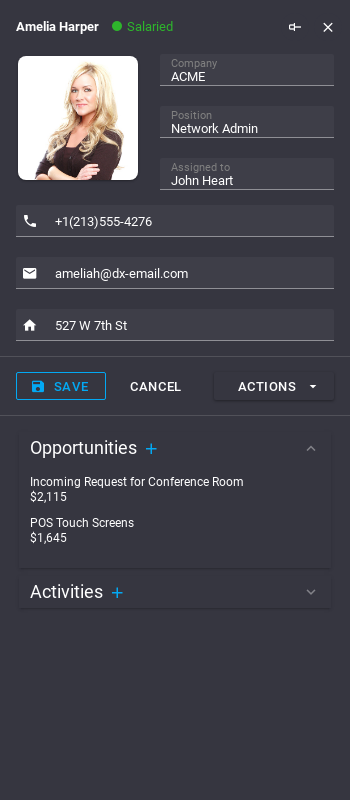 Amelia Harper Salaried
Company
ACME
Position
Network Admin
Assigned to
John Heart
+1(213)555-4276
ameliah@dx-email.com
527 W 7th St
SAVE CANCEL ACTIONS
Opportunities
Incoming Request for Conference Room
$2,115
POS Touch Screens
$1,645
Activities